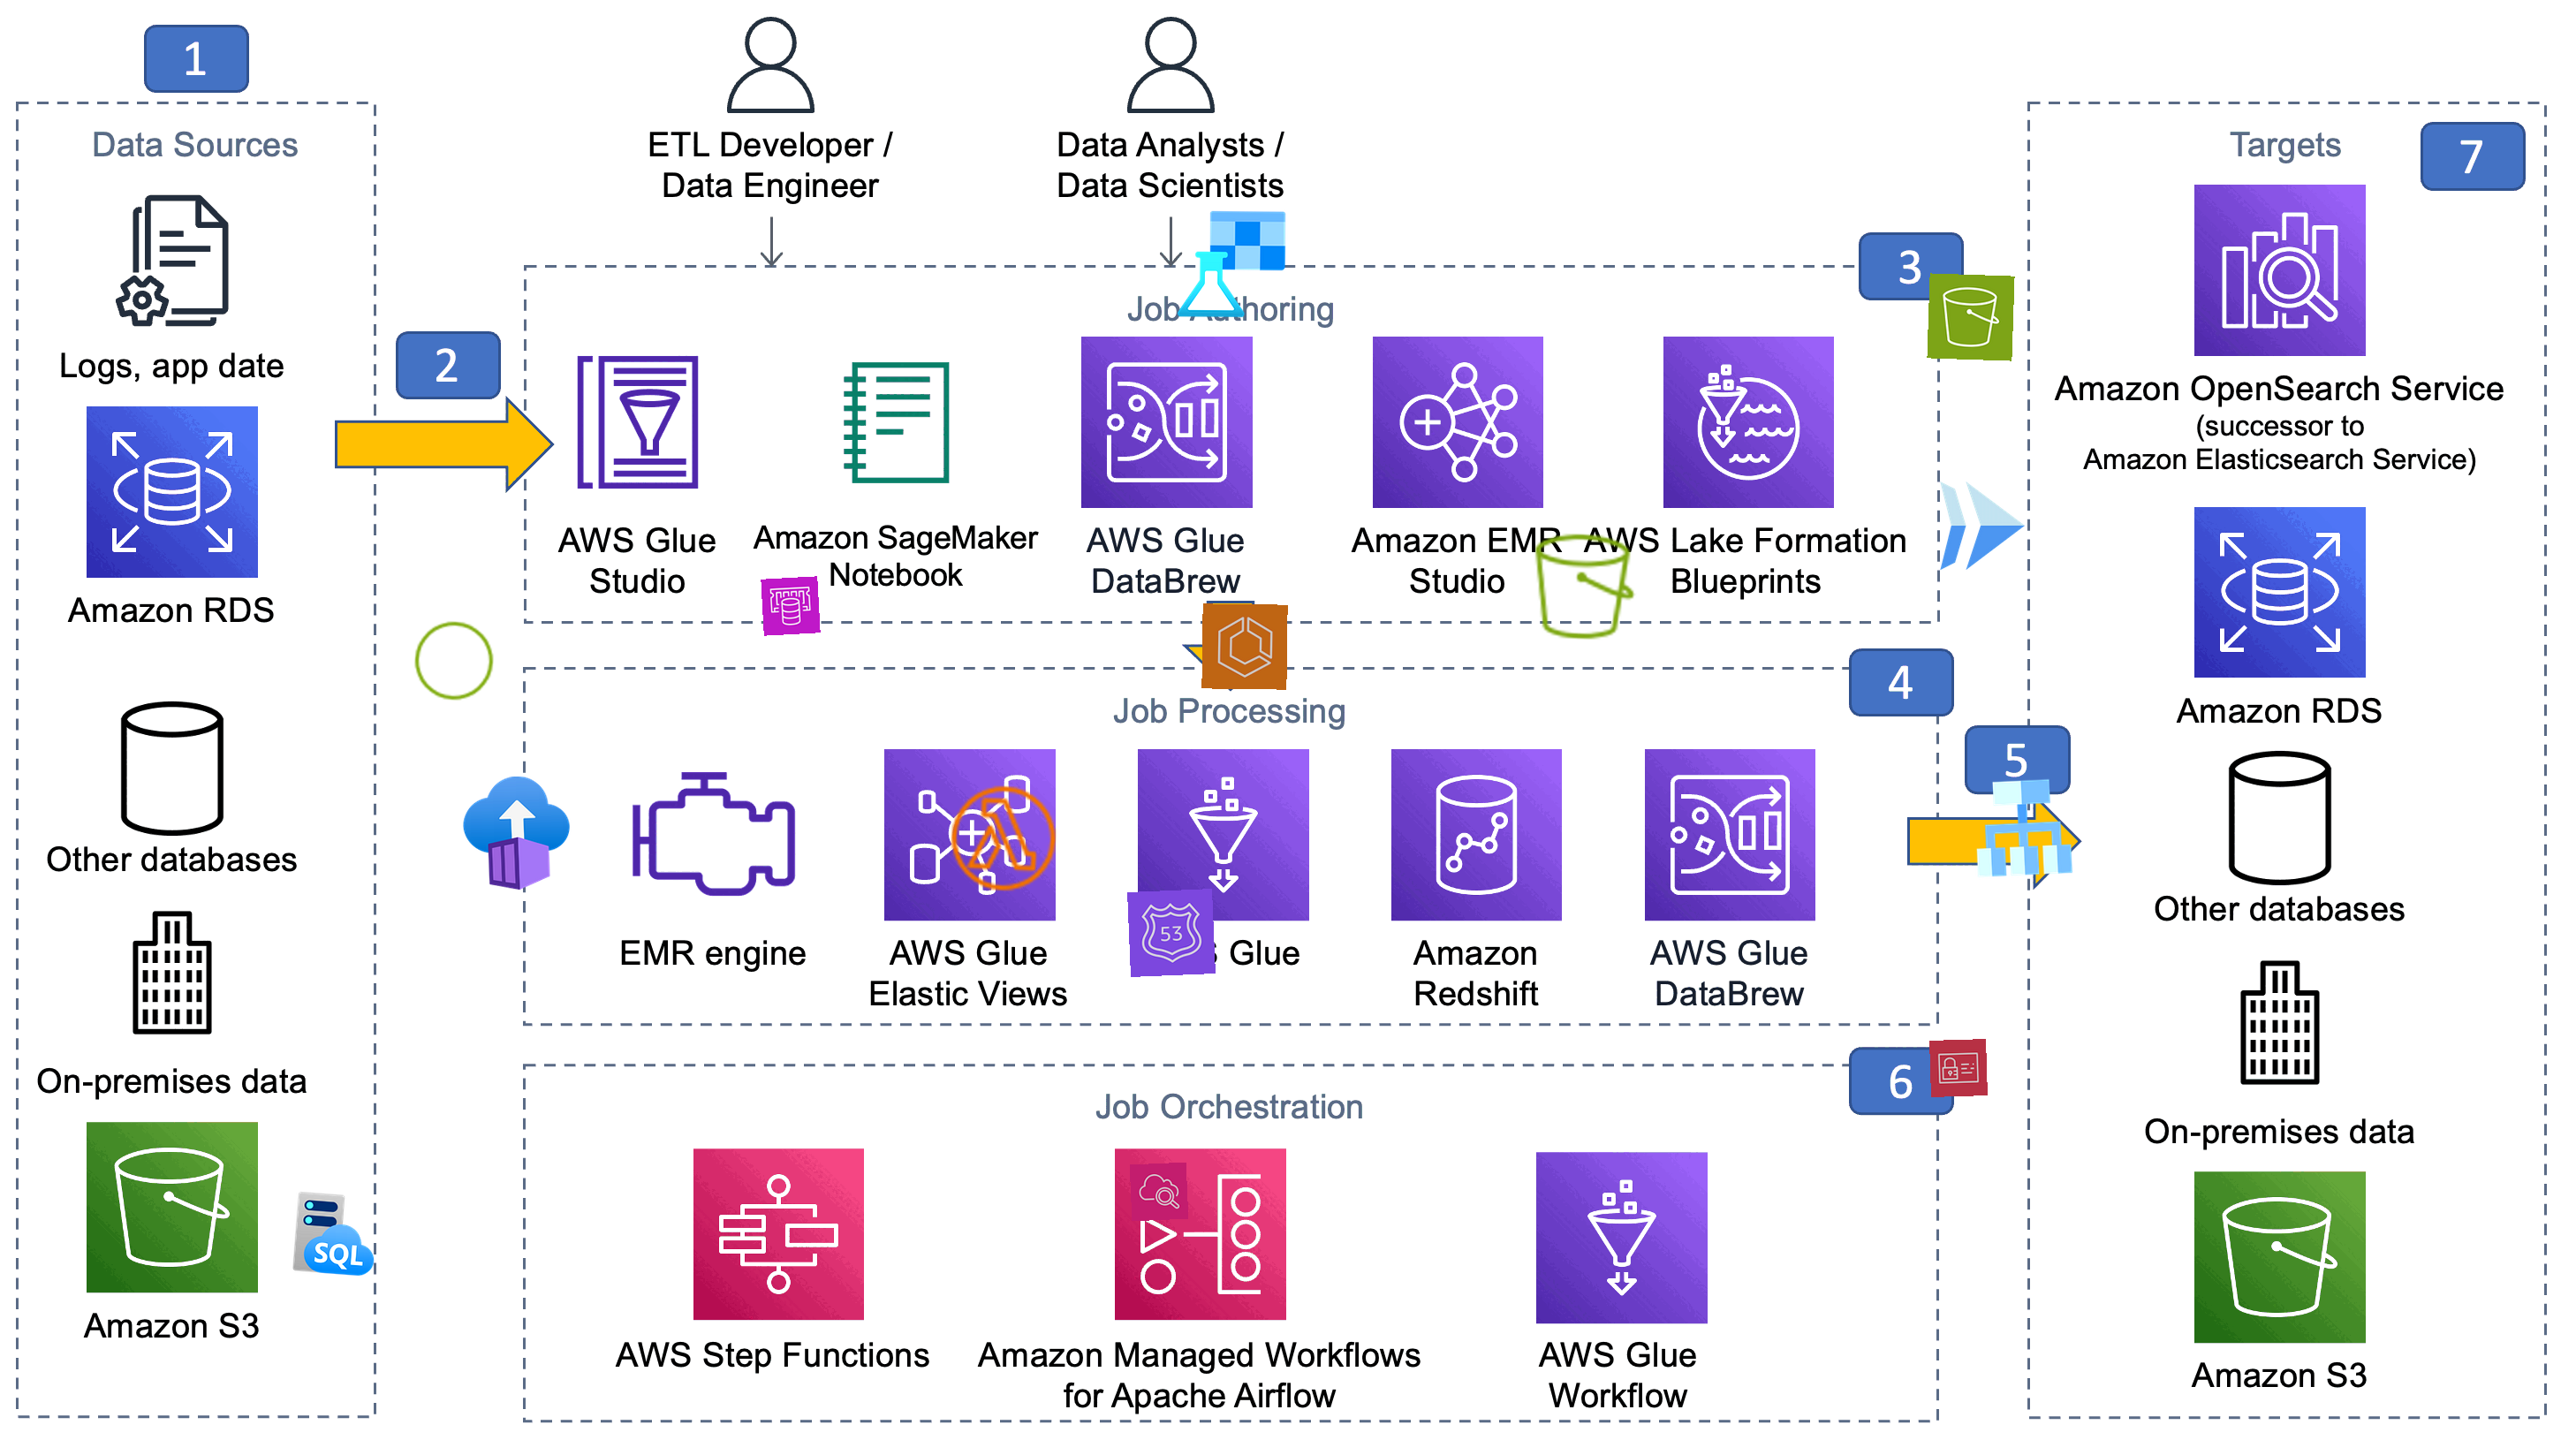 1
Data Sources
Logs, app date
Amazon RDS
Other databases
On-premises data
Amazon S3
SQL
2
ETL Developer /
Data Engineer
Data Analysts /
Data Scientists
3
Job Authoring
AWS Glue
Studio
Amazon SageMaker
Notebook
AWS Glue
DataBrew
Amazon EMR
Studio
AWS Lake Formation
Blueprints
4
Job Processing
EMR engine
AWS Glue
Elastic Views
53
Glue
Amazon
Redshift
AWS Glue
DataBrew
5
6
Job Orchestration
AWS Step Functions
Amazon Managed Workflows
for Apache Airflow
AWS Glue
Workflow
7
Targets
Amazon OpenSearch Service
(successor to
Amazon Elasticsearch Service)
Amazon RDS
Other databases
On-premises data
Amazon S3